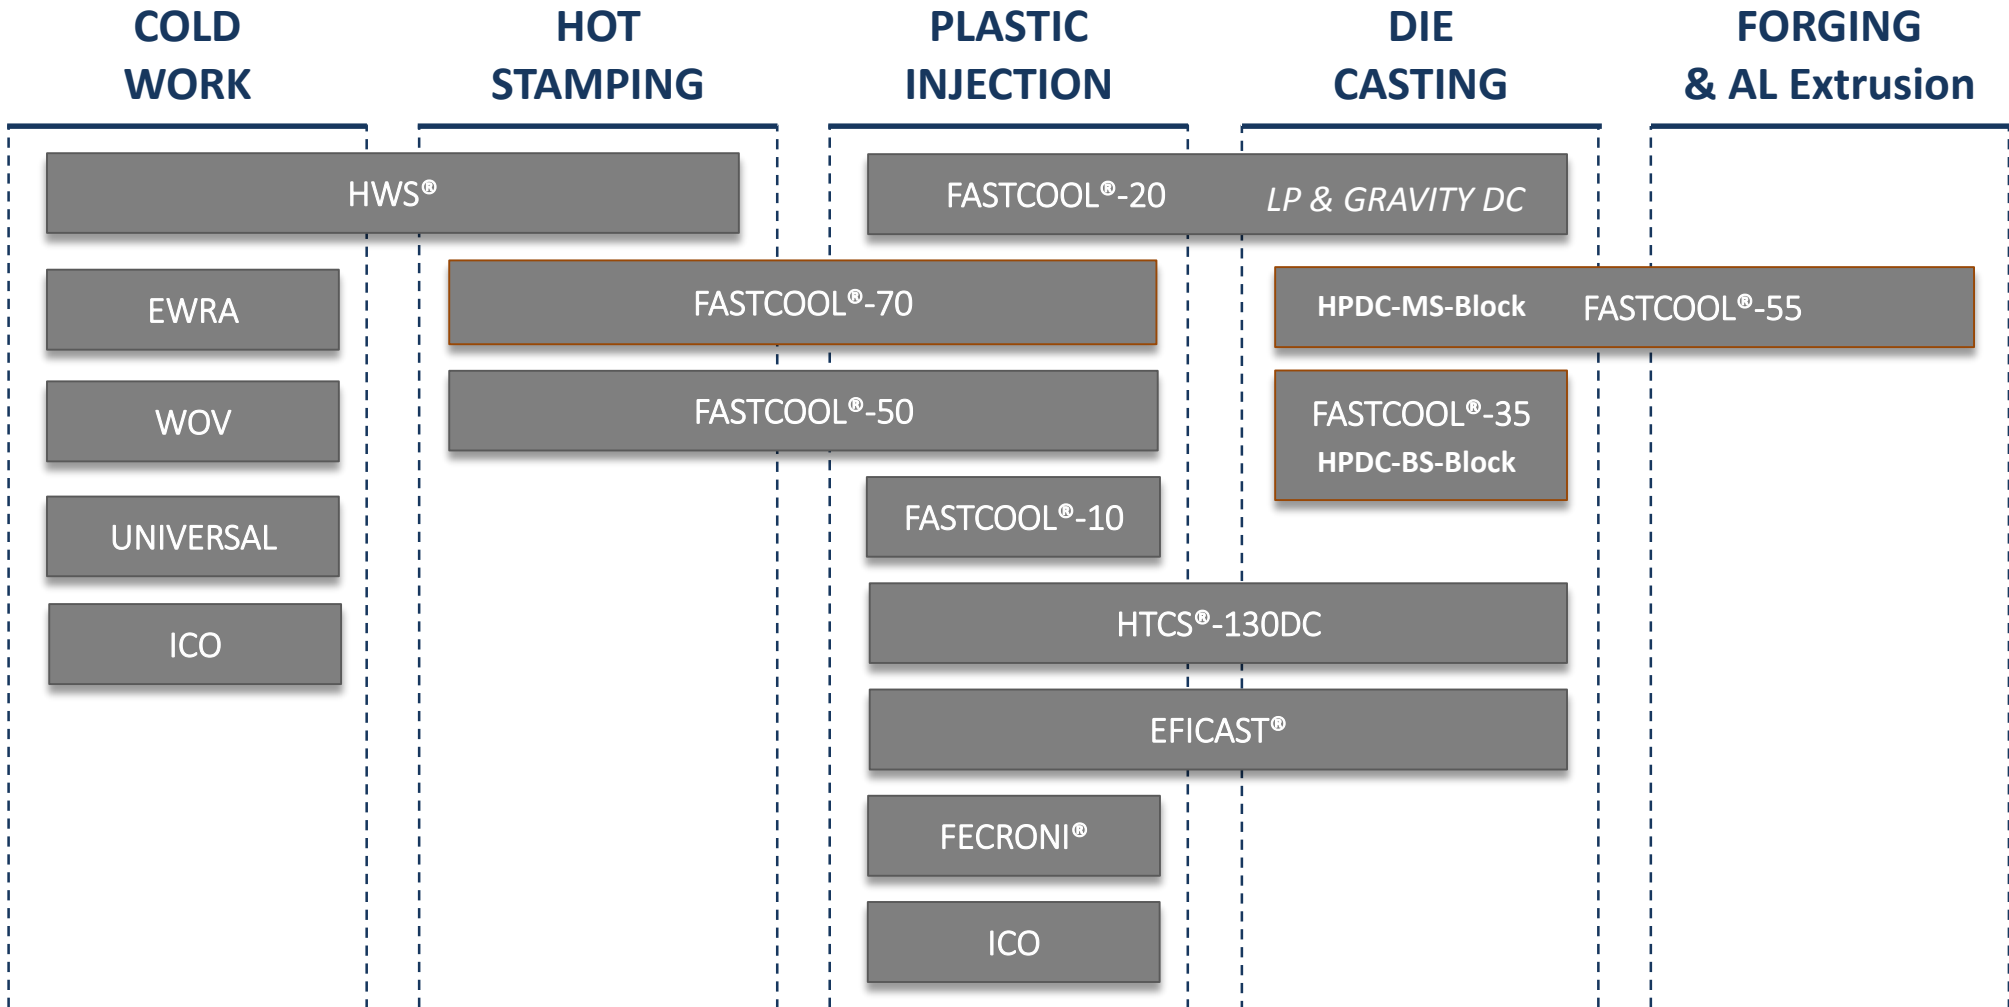 COLD
WORK
HOT
STAMPING
PLASTIC
INJECTION
DIE
CASTING
FORGING
& AL Extrusion
HWS®
FASTCOOL®-20 LP & GRAVITY DC
EWRA
FASTCOOL®-70
HPDC-MS-Block FASTCOOL®-55
WOV
FASTCOOL®-50
FASTCOOL®-35
HPDC-BS-Block
UNIVERSAL
FASTCOOL®-10
ICO
HTCS®-130DC
EFICAST®
FECRONI®
ICO